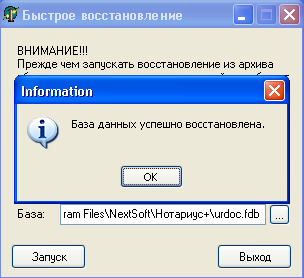 Быстрое восстановление
ВНИМАНИЕ!!!
Прежде чем запускать восстановление из архива
Information
База данных успешно восстановлена.
OK
База: ram Files\NextSoft\Нотариус+\urdoc.fdb ...
Запуск Выход